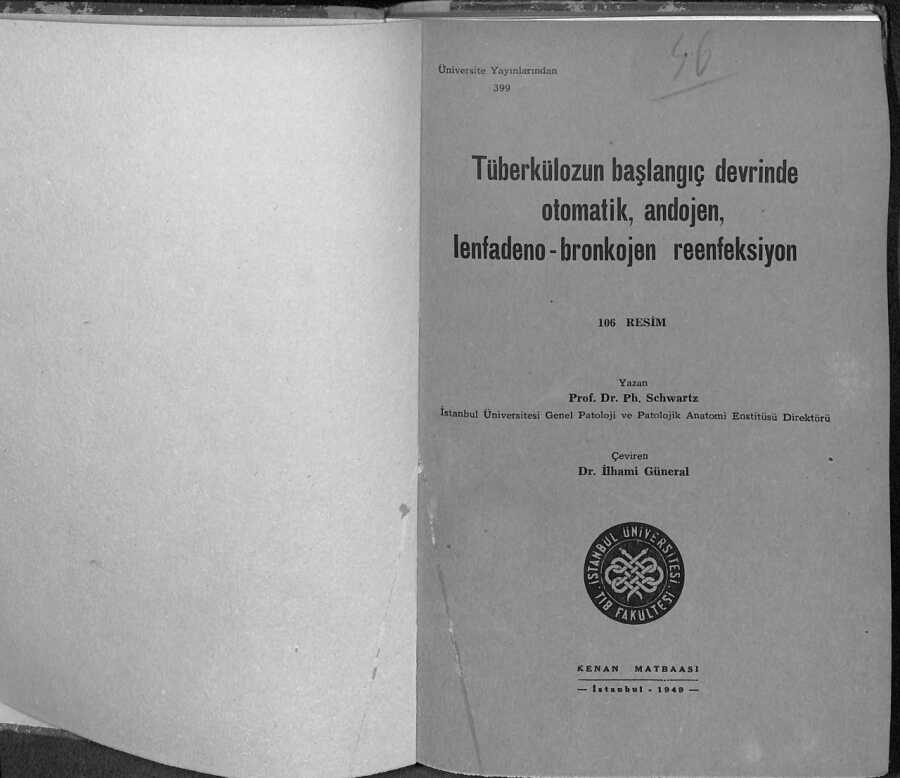 Üniversite Yayınlarından
399
46
Tüberkülozun başlangıç devrinde
otomatik, andojen,
lenfadeno-bronkojen reenfeksiyon
106 RESİM
Yazan
Prof. Dr. Ph. Schwartz
İstanbul Üniversitesi Genel Patoloji ve Patolojik Anatomi Enstitüsü Direktörü
Çeviren
Dr. İlhami Güneral
İSTANBUL ÜNİVERSİTESİ
TIB FAKÜLTESİ
KENAN MATBAASI
— İstanbul - 1949 —